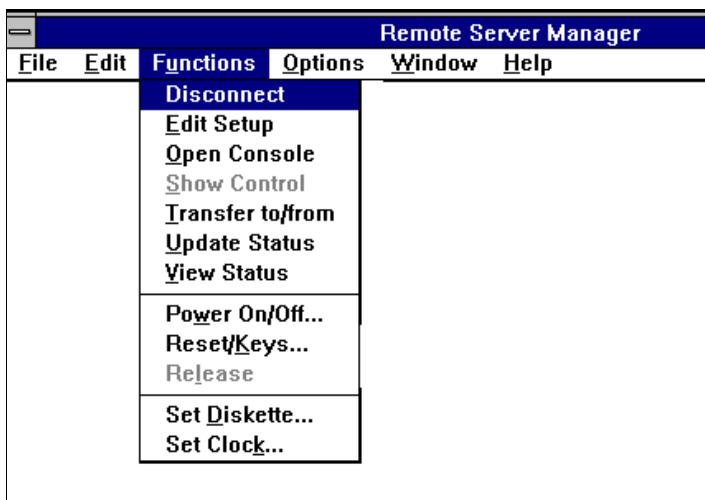 Remote Server Manager
File Edit Functions Options Window Help
Disconnect
Edit Setup
Open Console
Show Control
Transfer to/from
Update Status
View Status
Power On/Off...
Reset/Keys...
Release
Set Diskette...
Set Clock...